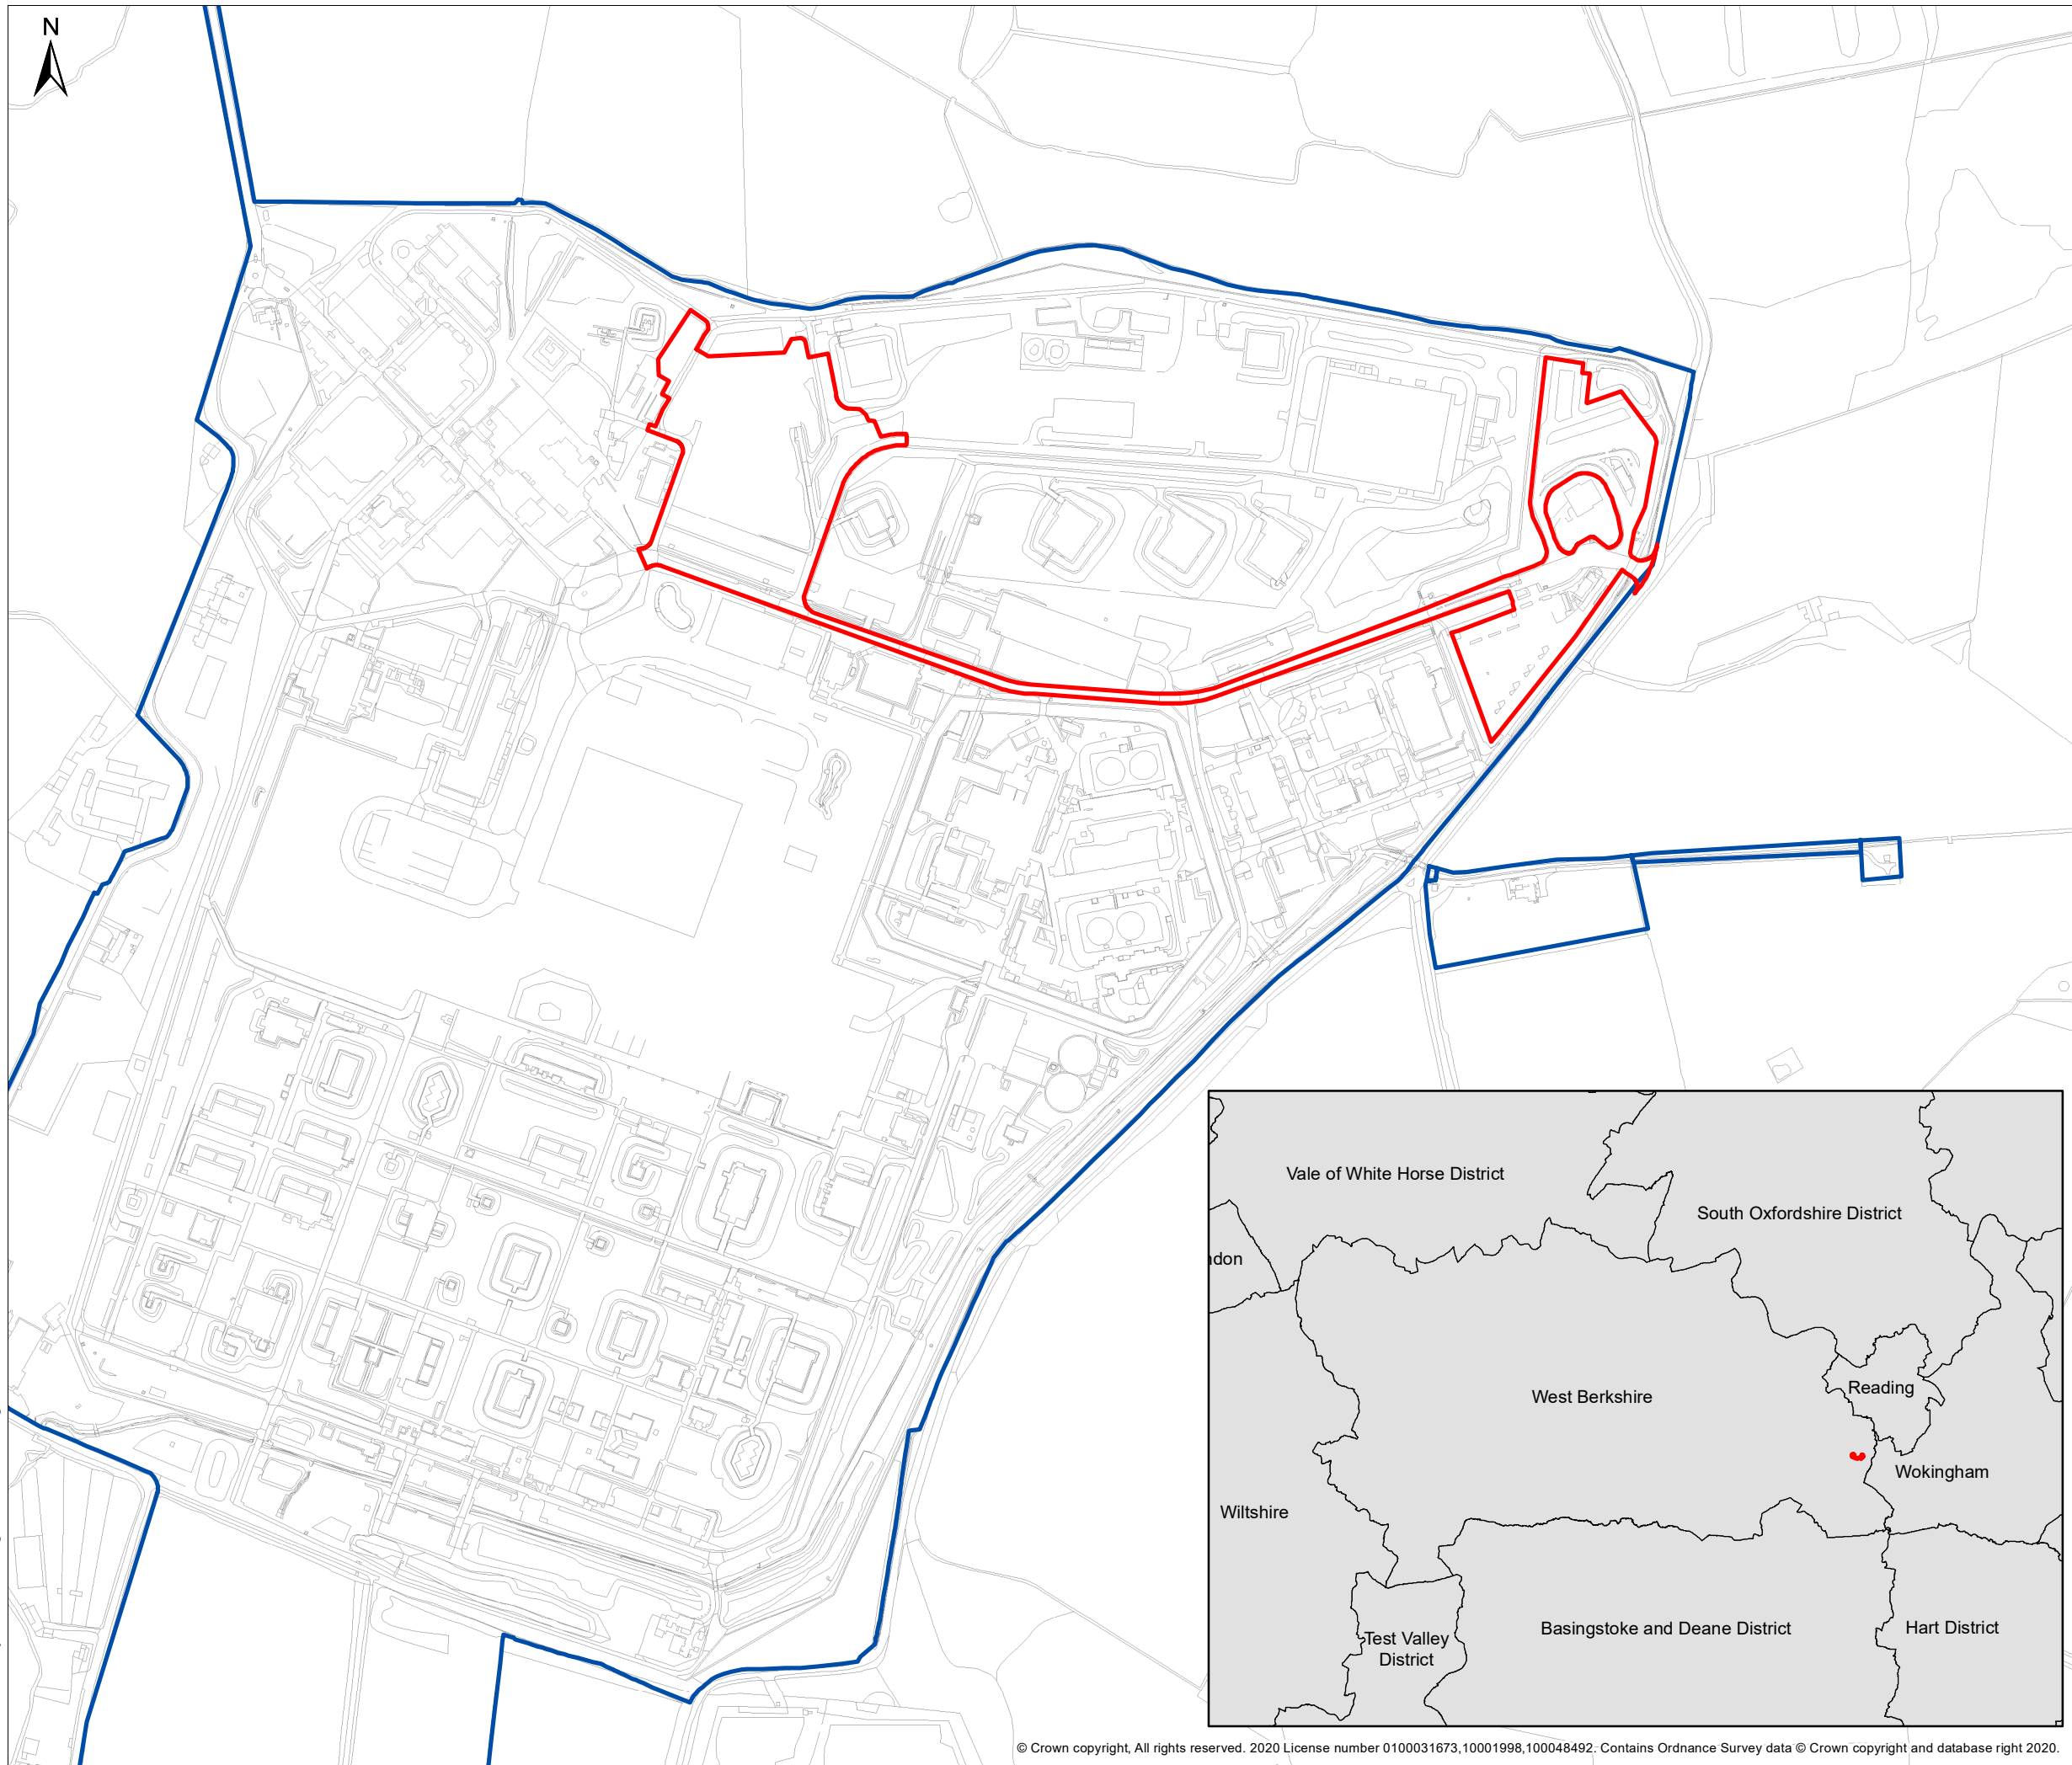 N
Vale of White Horse District
South Oxfordshire District
don
West Berkshire
Reading
Wokingham
Wiltshire
Test Valley
District
Basingstoke and Deane District
Hart District
© Crown copyright, All rights reserved. 2020 License number 0100031673,10001998,100048492. Contains Ordnance Survey data © Crown copyright and database right 2020.